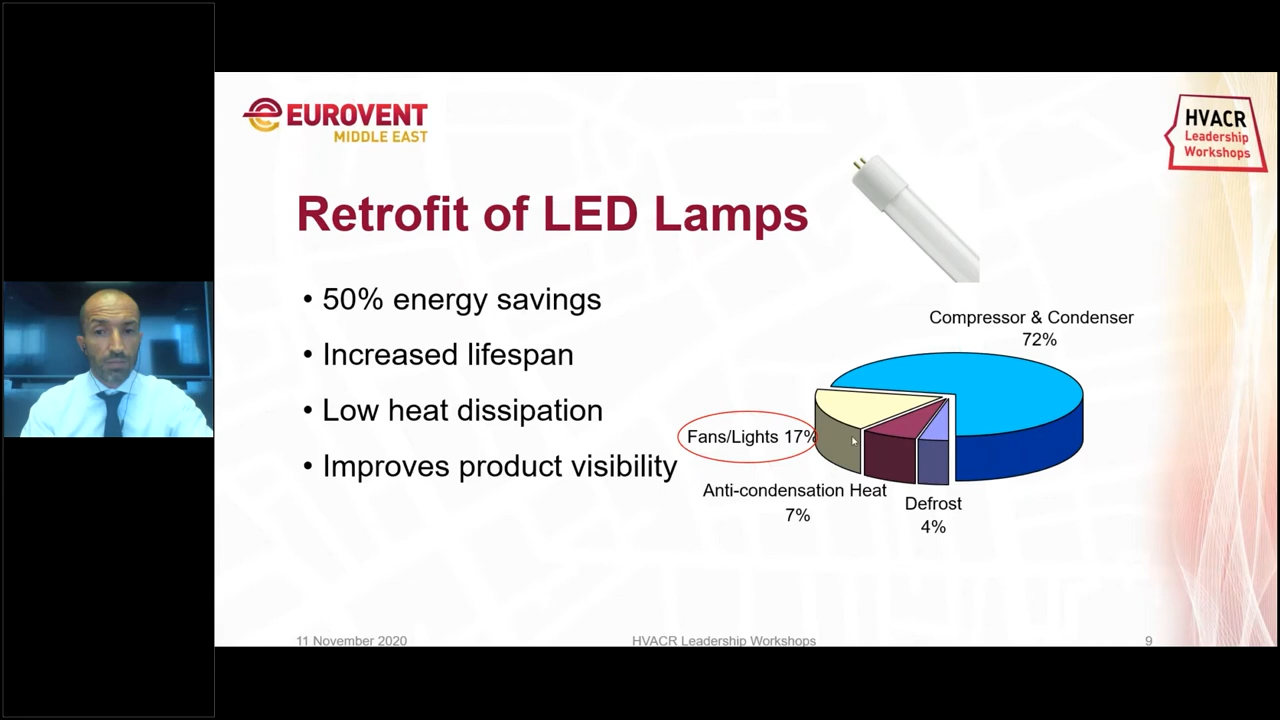 EUROVENT
MIDDLE EAST
HVACR
Leadership
Workshops
Retrofit of LED Lamps
• 50% energy savings
• Increased lifespan
• Low heat dissipation
• Improves product visibility
Compressor & Condenser
72%
Fans/Lights 17%
Anti-condensation Heat
7%
Defrost
4%
11 November 2020
HVACR Leadership Workshops
9